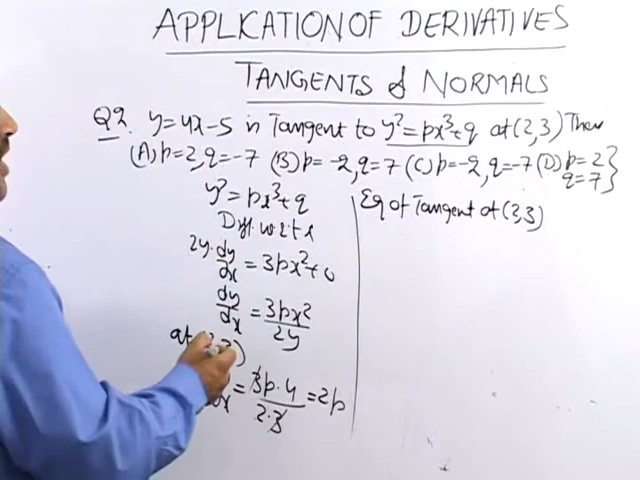 APPLICATION OF DERIVATIVES
TANGENTS & NORMALS
Q2. y=4x-5 is Tangent to y²=px³+q at (2,3) Then
(A) p=2, q=-7 (B) p=-2, q=7 (C) p=-2, q=-7 (D) p=2
q=7}
y²=px³+q
Diff. w.r.t. x
2y.dy/dx = 3px²+0
dy/dx = 3px²/2y
at
dx = 3p.4/2.3 = 2p
Eq of Tangent at (2,3)